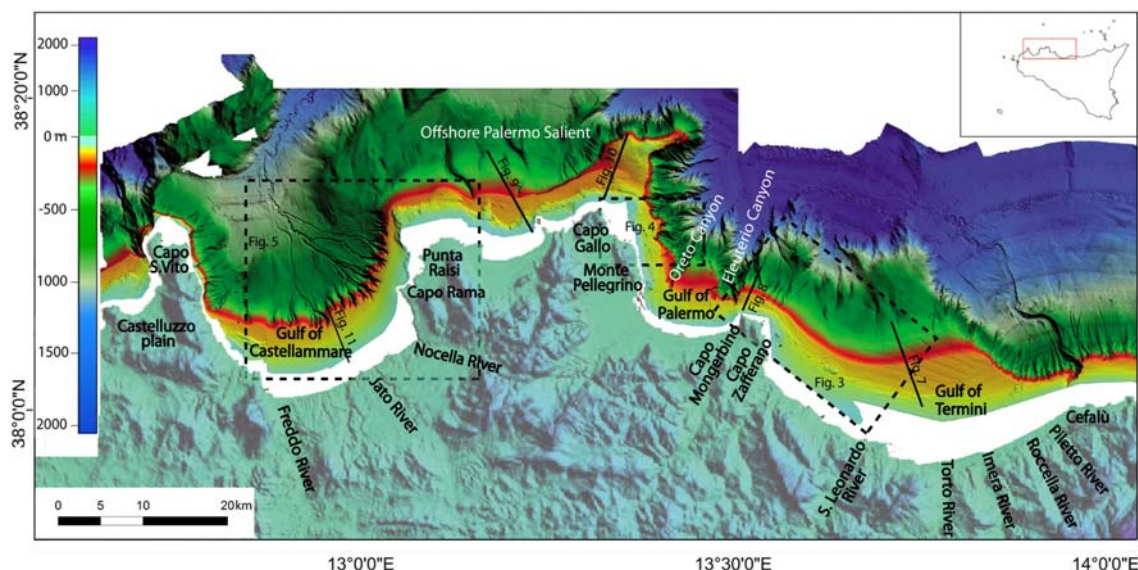 2000
1000
0 m
-500
1000
1500
2000
38°20'0"N
38°0'0"N
Offshore Palermo Salient
Fig. 9
Fig. 10
Fig. 5
Capo
S.Vito
Castelluzzo
plain
Gulf of
Castellammare
Fig. 11
Punta
Raisi
Capo Rama
Nocella River
Jato River
Freddo River
Capo
Gallo
Fig. 4
Monte
Pellegrino
Oreto Canyon
Eleuterio Canyon
Gulf of
Palermo
Fig. 8
Capo
Mongerbino
Capo
Zafferano
Fig. 3
Fig. 7
Gulf of
Termini
Cefalù
S. Leonardo
River
Torto River
Imera River
Roccella River
Piletto River
0 5 10 20km
13°0'0"E
13°30'0"E
14°0'0"E